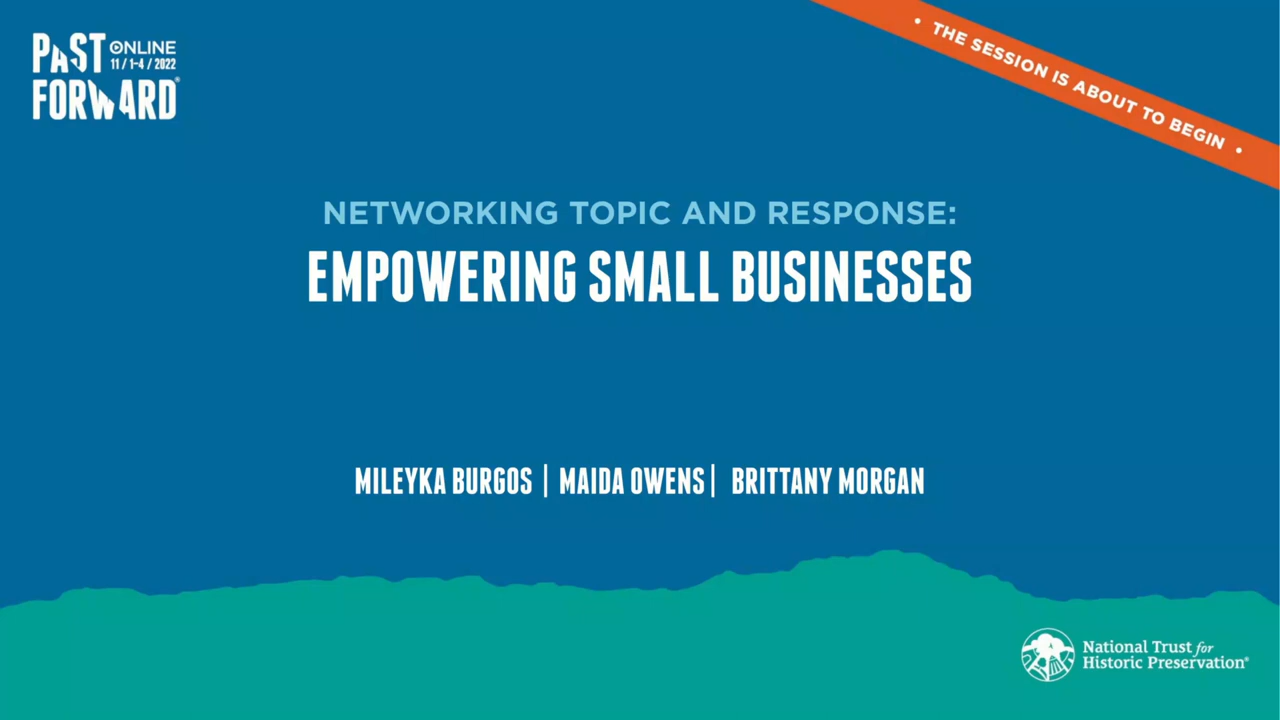 PAST ONLINE
11 / 1-4 / 2022
FORWARD®
• THE SESSION IS ABOUT TO BEGIN •
NETWORKING TOPIC AND RESPONSE:
EMPOWERING SMALL BUSINESSES
MILEYKA BURGOS | MAIDA OWENS | BRITTANY MORGAN
National Trust for
Historic Preservation®